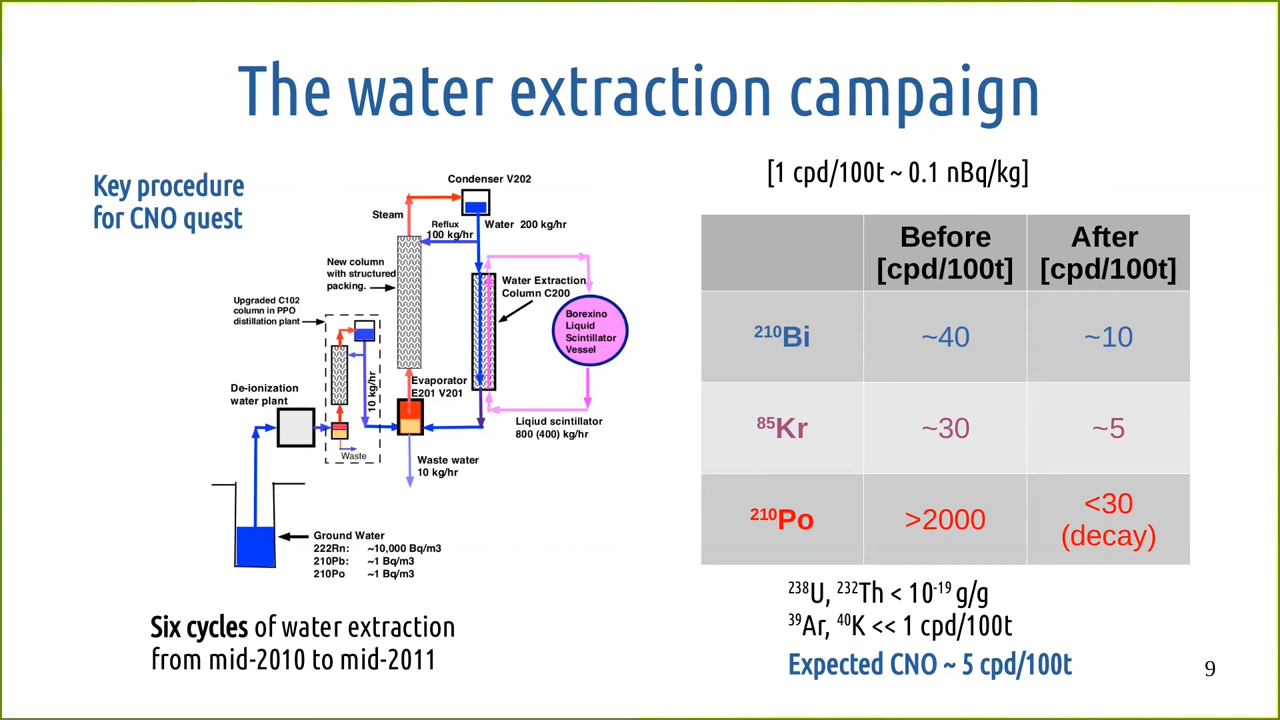 The water extraction campaign
Key procedure
for CNO quest
Condenser V202
Steam
Reflux
100 kg/hr
Water 200 kg/hr
New column
with structured
packing.
Water Extraction
Column C200
Upgraded C102
column in PPO
distillation plant
Borexino
Liquid
Scintillator
Vessel
10 kg/hr
Evaporator
E201 V201
De-ionization
water plant
Liqiud scintillator
800 (400) kg/hr
Waste
Waste water
10 kg/hr
Ground Water
222Rn: ~10,000 Bq/m3
210Pb: ~1 Bq/m3
210Po ~1 Bq/m3
Six cycles of water extraction
from mid-2010 to mid-2011
[1 cpd/100t ~ 0.1 nBq/kg]
Before After
[cpd/100t] [cpd/100t]
²¹⁰Bi ~40 ~10
⁸⁵Kr ~30 ~5
²¹⁰Po >2000 <30
(decay)
²³⁸U, ²³²Th < 10⁻¹⁹ g/g
³⁹Ar, ⁴⁰K << 1 cpd/100t
Expected CNO ~ 5 cpd/100t
9